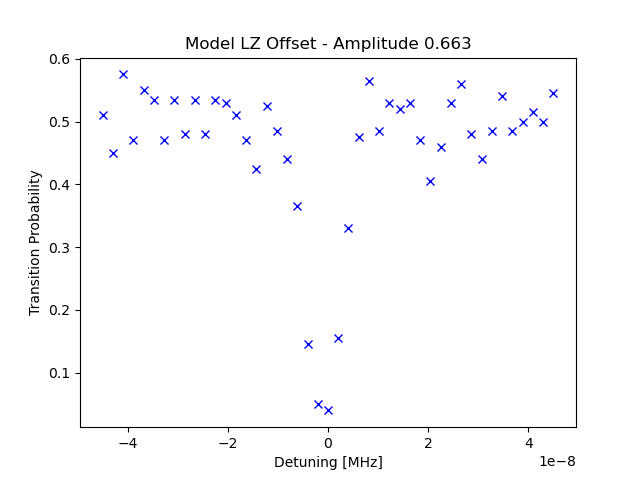 Model LZ Offset - Amplitude 0.663
Transition Probability
0.6
0.5
0.4
0.3
0.2
0.1
−4
−2
0
2
4
1e−8
Detuning [MHz]